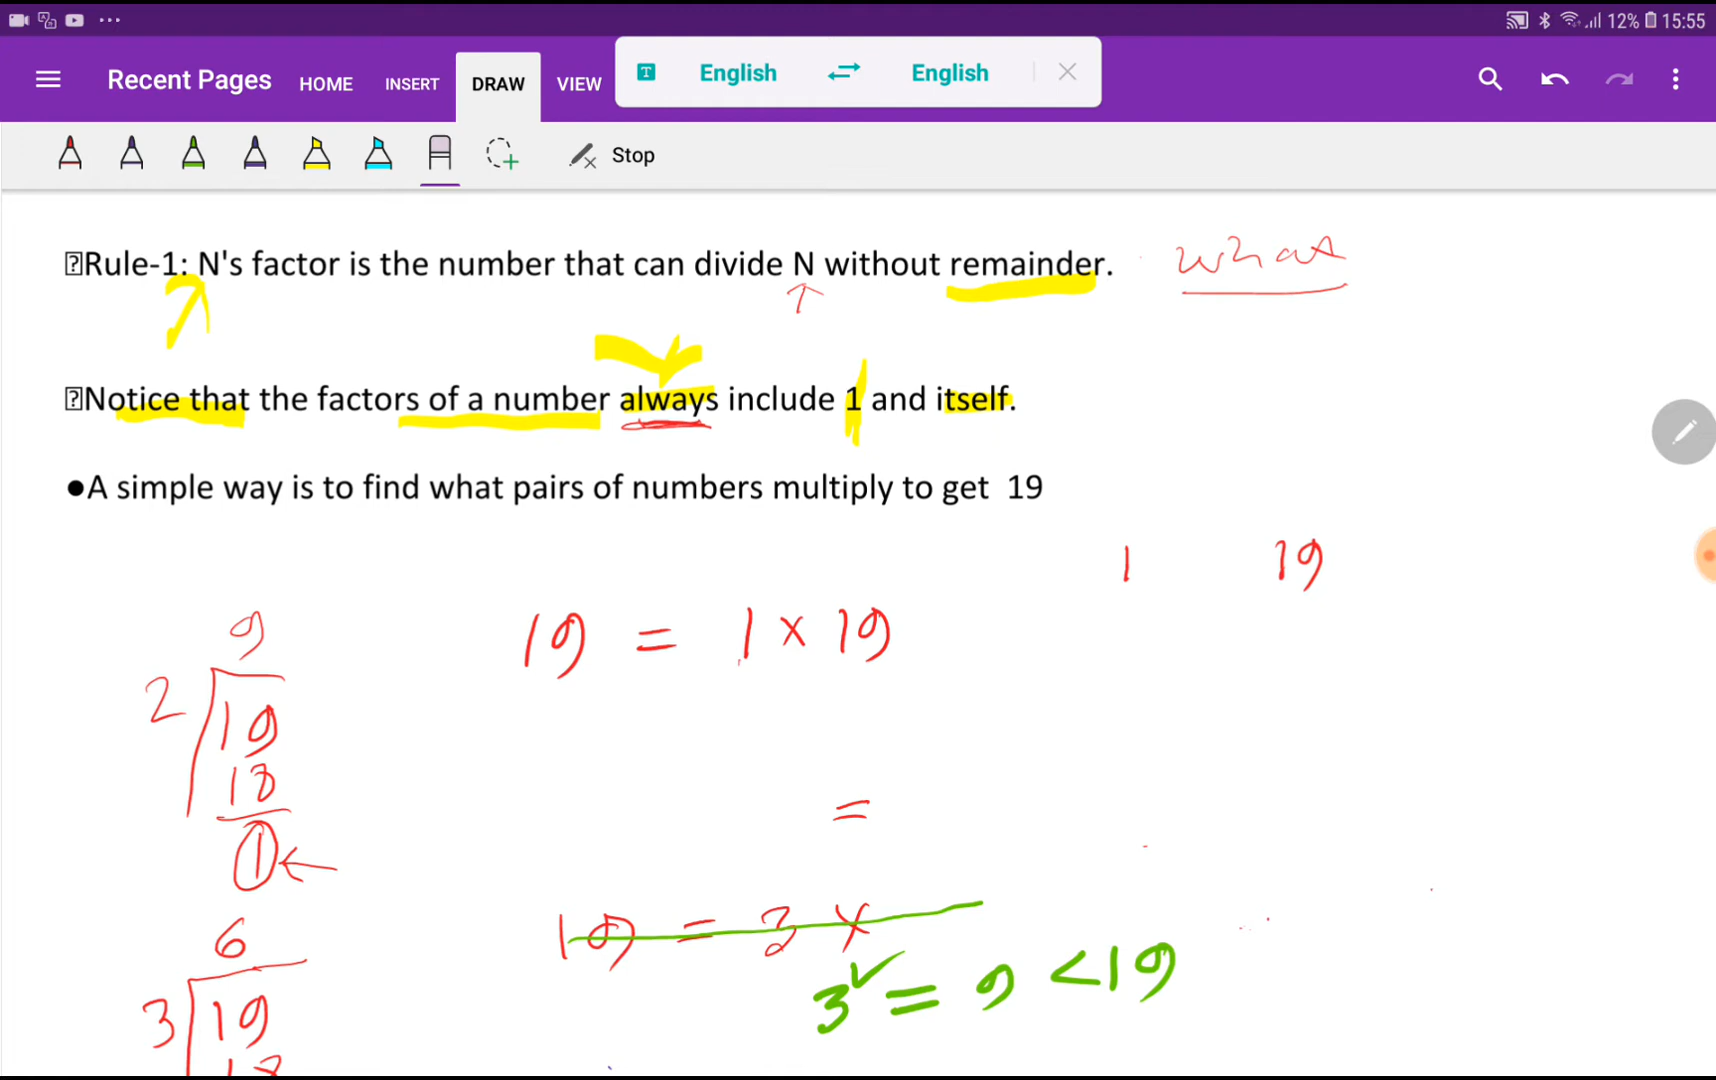 12% 15:55
Recent Pages HOME INSERT DRAW VIEW English English
Stop
Rule-1: N's factor is the number that can divide N without remainder. what
Notice that the factors of a number always include 1 and itself.
●A simple way is to find what pairs of numbers multiply to get 19
1 19
19 = 1 x 19
9
2 19
18
1
=
19 = 3 x
3² = 9 < 19
6
3 19
18